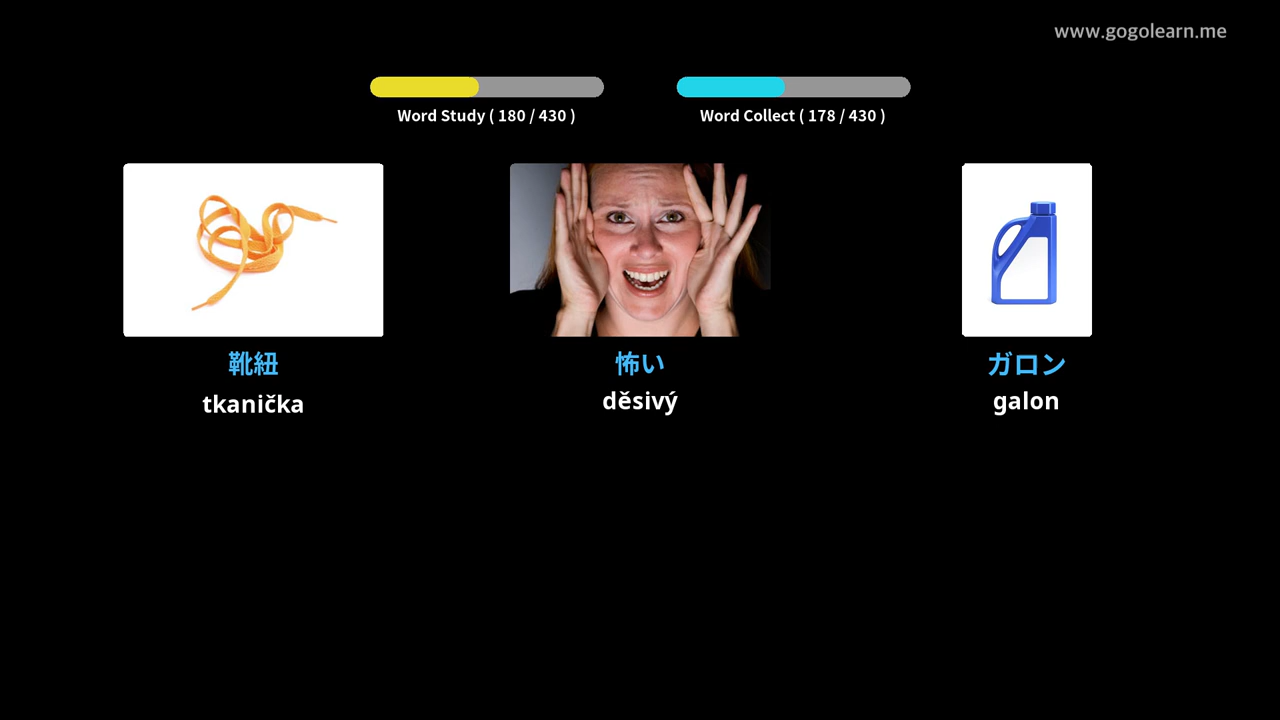 www.gogolearn.me
Word Study ( 180 / 430 )
Word Collect ( 178 / 430 )
靴紐
tkanička
怖い
děsivý
ガロン
galon